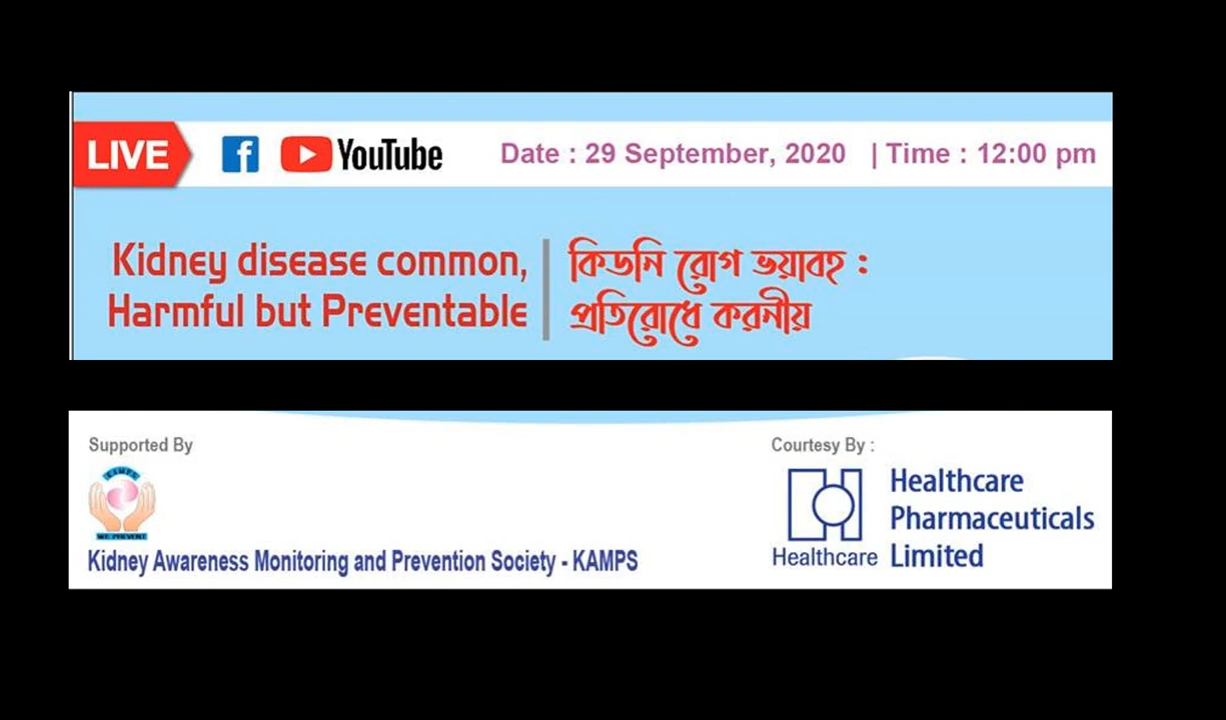 LIVE f YouTube Date : 29 September, 2020 | Time : 12:00 pm
Kidney disease common,
Harmful but Preventable
কিডনি রোগ ভয়াবহ :
প্রতিরোধে করনীয়
Supported By
KAMPS
WE PREVENT
Kidney Awareness Monitoring and Prevention Society - KAMPS
Courtesy By :
Healthcare
Healthcare
Pharmaceuticals
Limited